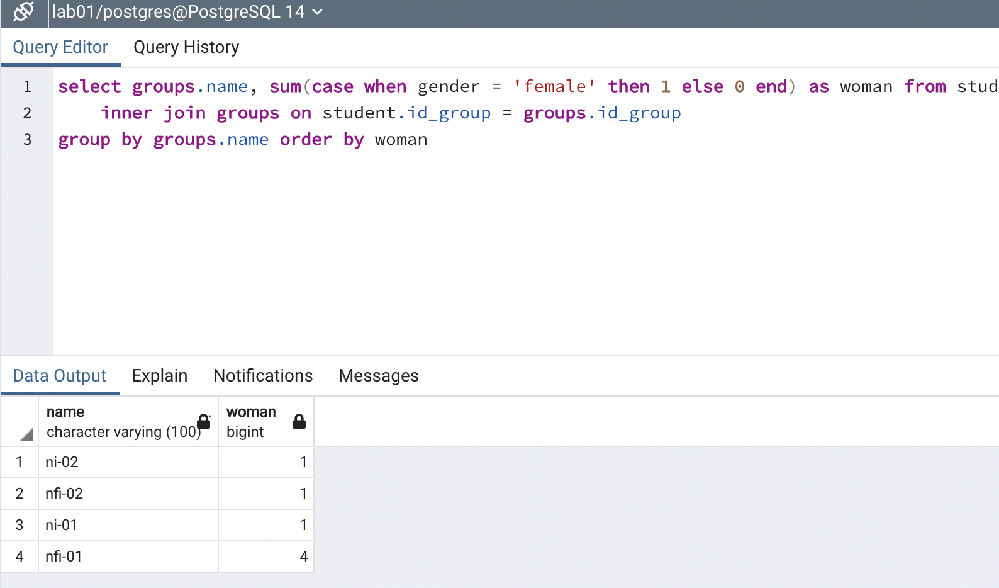 lab01/postgres@PostgreSQL 14
Query Editor Query History
1 select groups.name, sum(case when gender = 'female' then 1 else 0 end) as woman from stud
2 inner join groups on student.id_group = groups.id_group
3 group by groups.name order by woman
Data Output Explain Notifications Messages
name woman
character varying (100) bigint
1 ni-02 1
2 nfi-02 1
3 ni-01 1
4 nfi-01 4